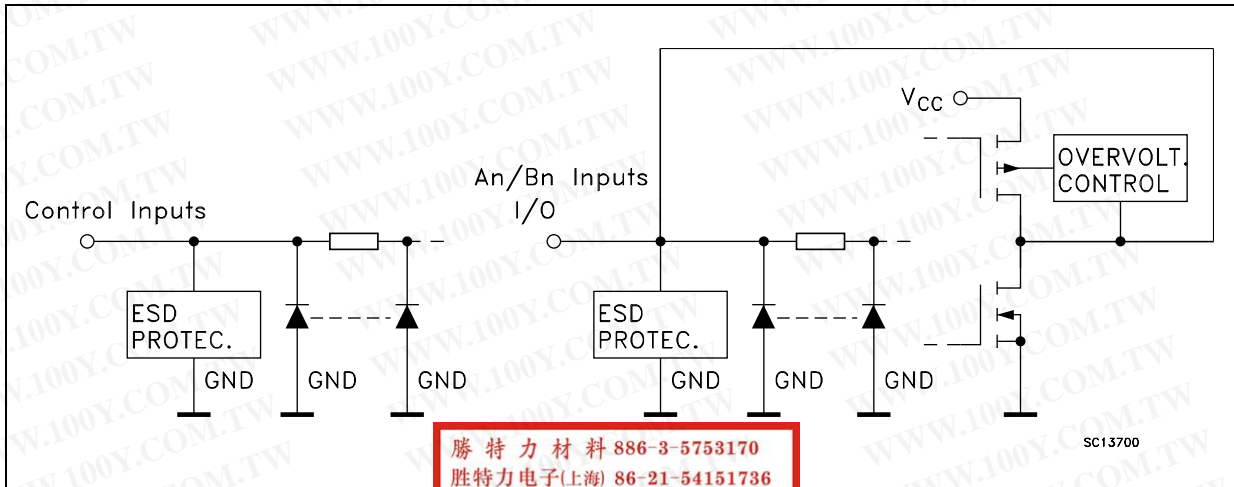 VCC
OVERVOLT.
CONTROL
An/Bn Inputs
I/O
Control Inputs
ESD
PROTEC.
GND
GND
GND
ESD
PROTEC.
GND
GND
GND
SC13700
勝特力材料 886-3-5753170
胜特力电子(上海) 86-21-54151736
WWW.100Y.COM.TW